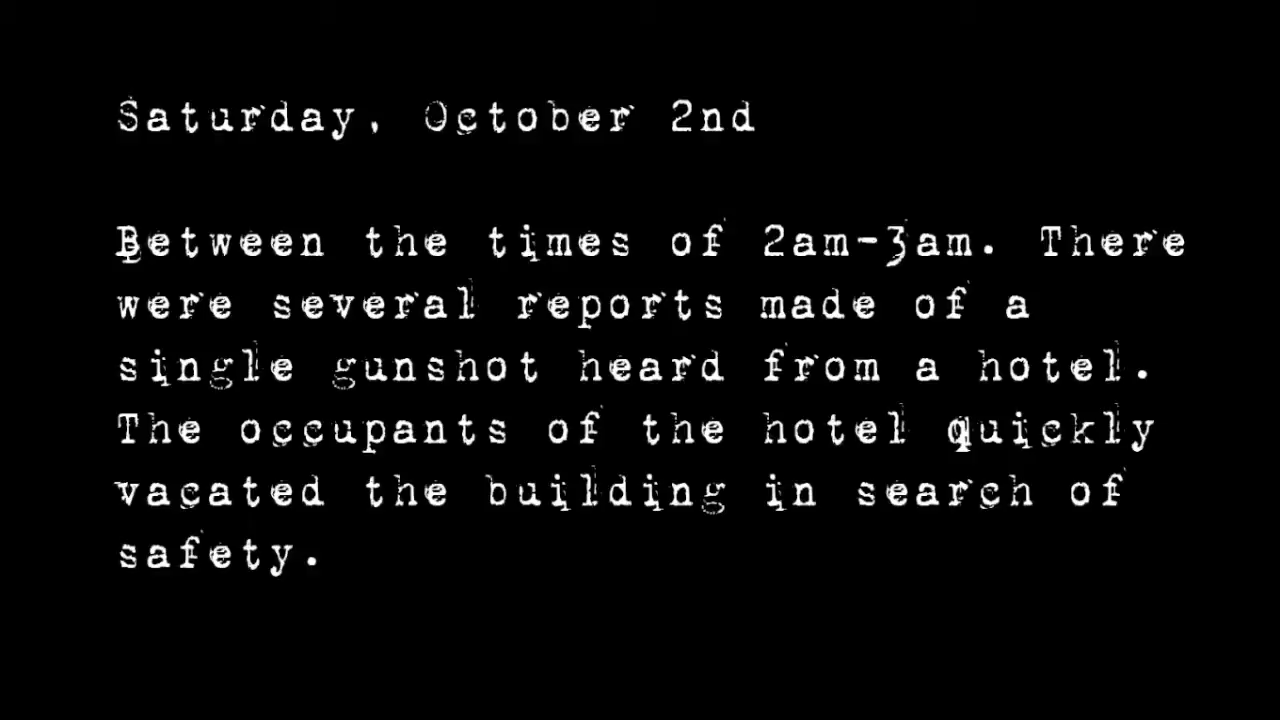 Saturday, October 2nd
Between the times of 2am-3am. There
were several reports made of a
single gunshot heard from a hotel.
The occupants of the hotel quickly
vacated the building in search of
safety.